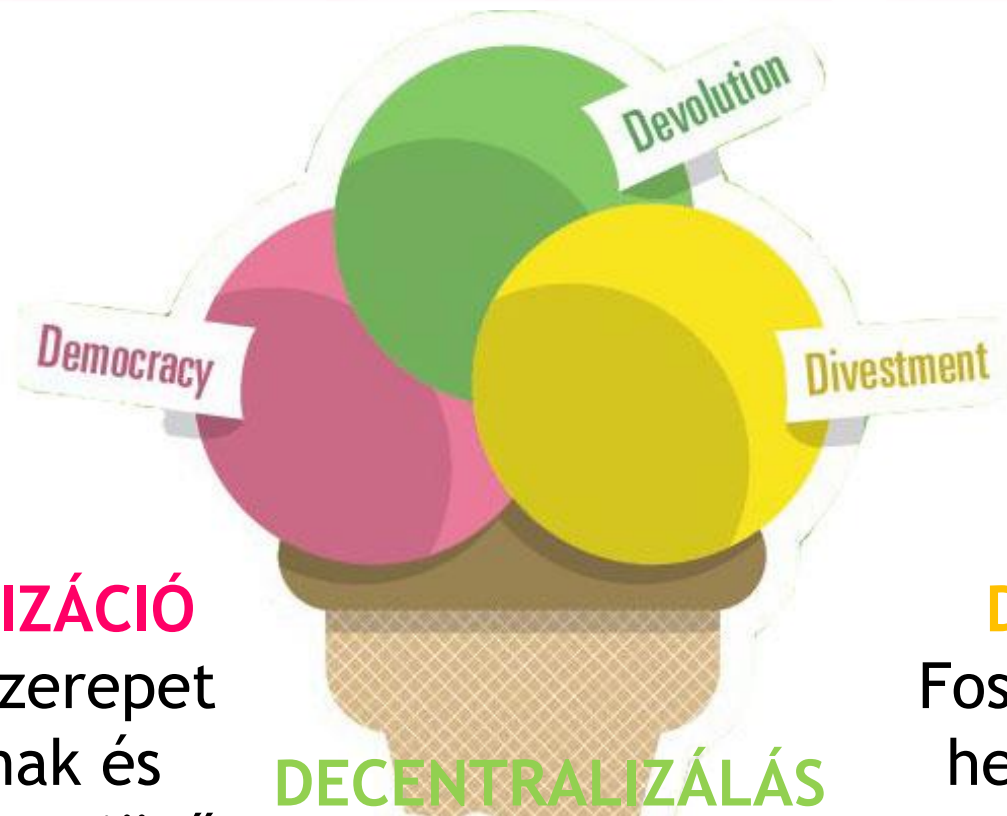 Devolution
Democracy
Divestment
IZÁCIÓ
zerepet
nak és
DECENTRALIZÁLÁS
D
Fos
he